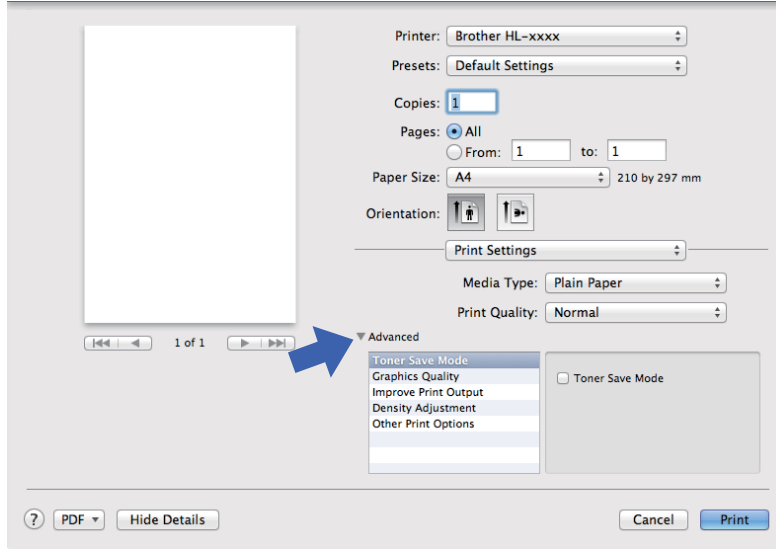 Printer: Brother HL-xxxx
Presets: Default Settings
Copies: 1
Pages: All
From: 1 to: 1
Paper Size: A4 210 by 297 mm
Orientation:
Print Settings
Media Type: Plain Paper
Print Quality: Normal
1 of 1
Advanced
Toner Save Mode
Graphics Quality
Improve Print Output
Density Adjustment
Other Print Options
Toner Save Mode
? PDF Hide Details Cancel Print